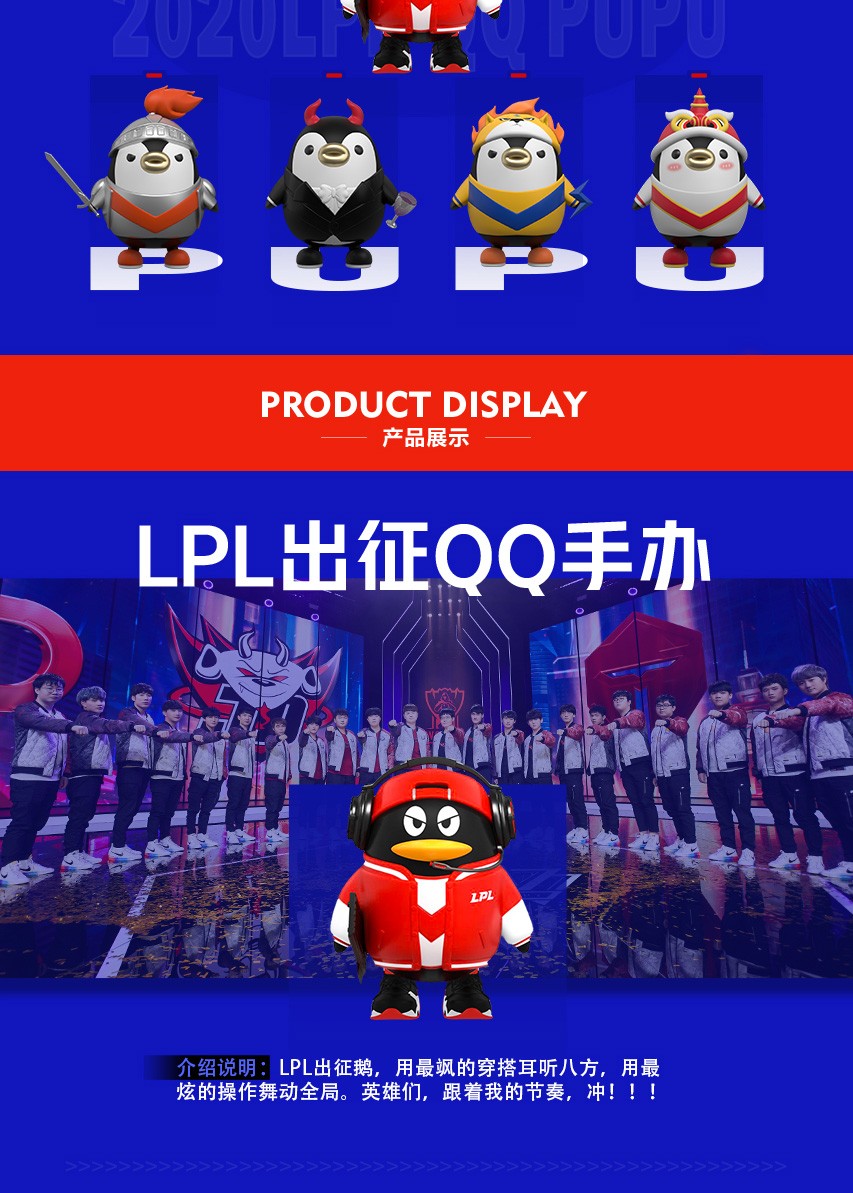 2020LPL QQ PUPU
P
U
P
U
PRODUCT DISPLAY
产品展示
LPL出征QQ手办
LPL
介绍说明：LPL出征鹅，用最飒的穿搭耳听八方，用最
炫的操作舞动全局。英雄们，跟着我的节奏，冲！！！